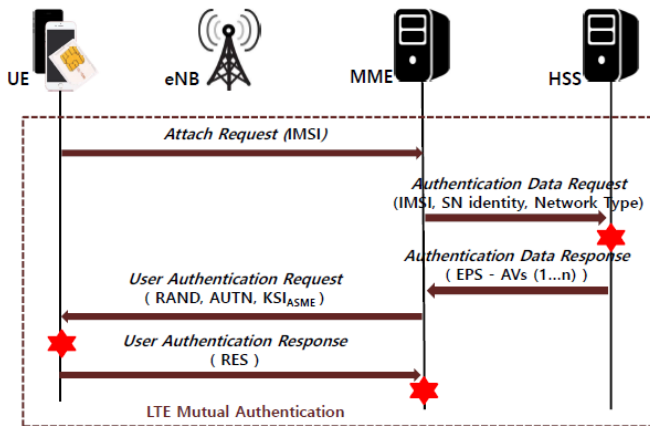 UE
eNB
MME
HSS
Attach Request (IMSI)
Authentication Data Request
(IMSI, SN identity, Network Type)
Authentication Data Response
( EPS - AVs (1...n) )
User Authentication Request
( RAND, AUTN, KSIASME )
User Authentication Response
( RES )
LTE Mutual Authentication